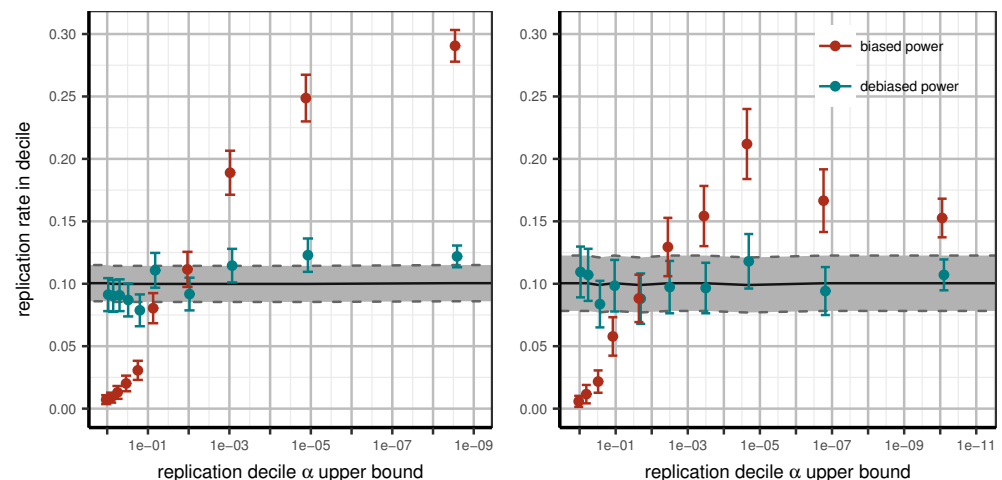 replication rate in decile
0.30
0.25
0.20
0.15
0.10
0.05
0.00
1e−01 1e−03 1e−05 1e−07 1e−09
replication decile α upper bound
biased power
debiased power
0.30
0.25
0.20
0.15
0.10
0.05
0.00
1e−01 1e−03 1e−05 1e−07 1e−09 1e−11
replication decile α upper bound